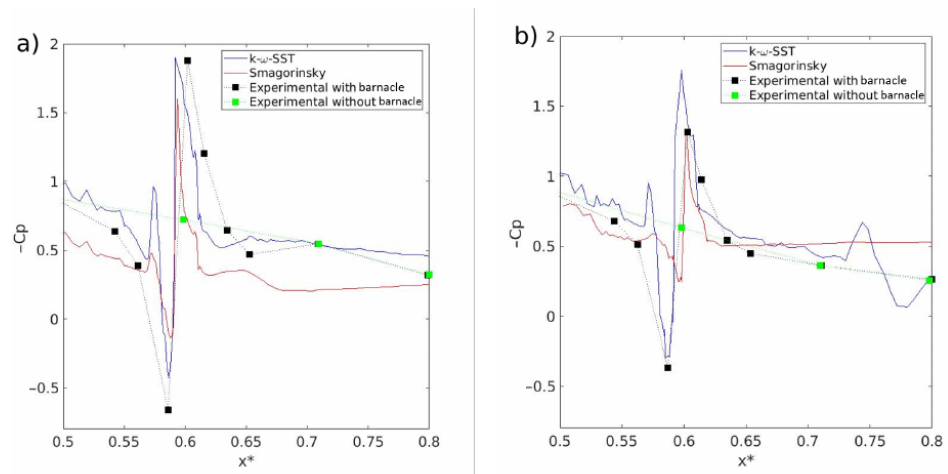 a)
2
1.5
1
0.5
0
−0.5
−Cp
k-ω-SST
Smagorinsky
Experimental with barnacle
Experimental without barnacle
0.5 0.55 0.6 0.65 0.7 0.75 0.8
x*
b)
2
1.5
1
0.5
0
−0.5
−Cp
k-ω-SST
Smagorinsky
Experimental with barnacle
Experimental without barnacle
0.5 0.55 0.6 0.65 0.7 0.75 0.8
x*